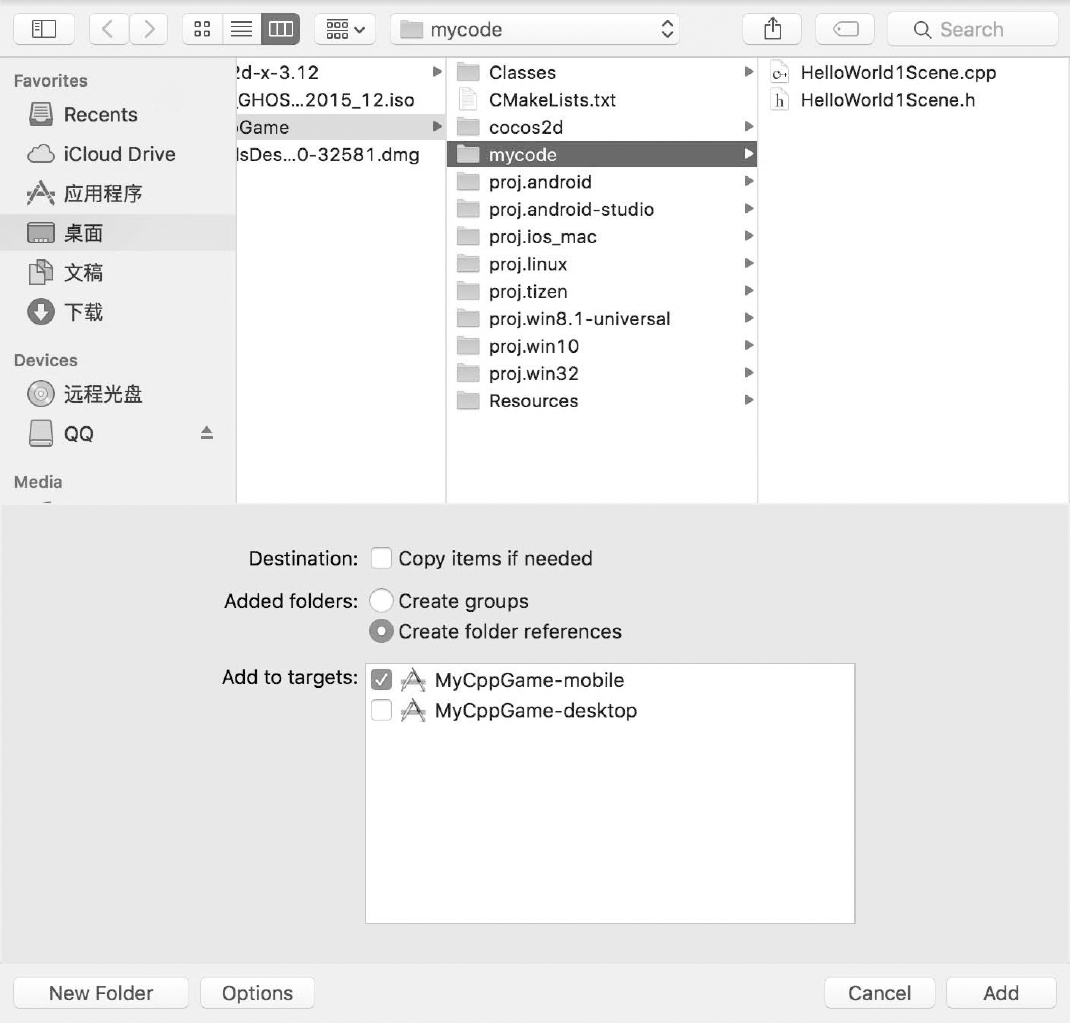 mycode
Search
Favorites
Recents
iCloud Drive
应用程序
桌面
文稿
下载
Devices
远程光盘
QQ
Media
2d-x-3.12
_GHOS...2015_12.iso
pGame
lsDes...0-32581.dmg
Classes
CMakeLists.txt
cocos2d
mycode
proj.android
proj.android-studio
proj.ios_mac
proj.linux
proj.tizen
proj.win8.1-universal
proj.win10
proj.win32
Resources
HelloWorld1Scene.cpp
HelloWorld1Scene.h
Destination: Copy items if needed
Added folders: Create groups
Create folder references
Add to targets: MyCppGame-mobile
MyCppGame-desktop
New Folder Options Cancel Add